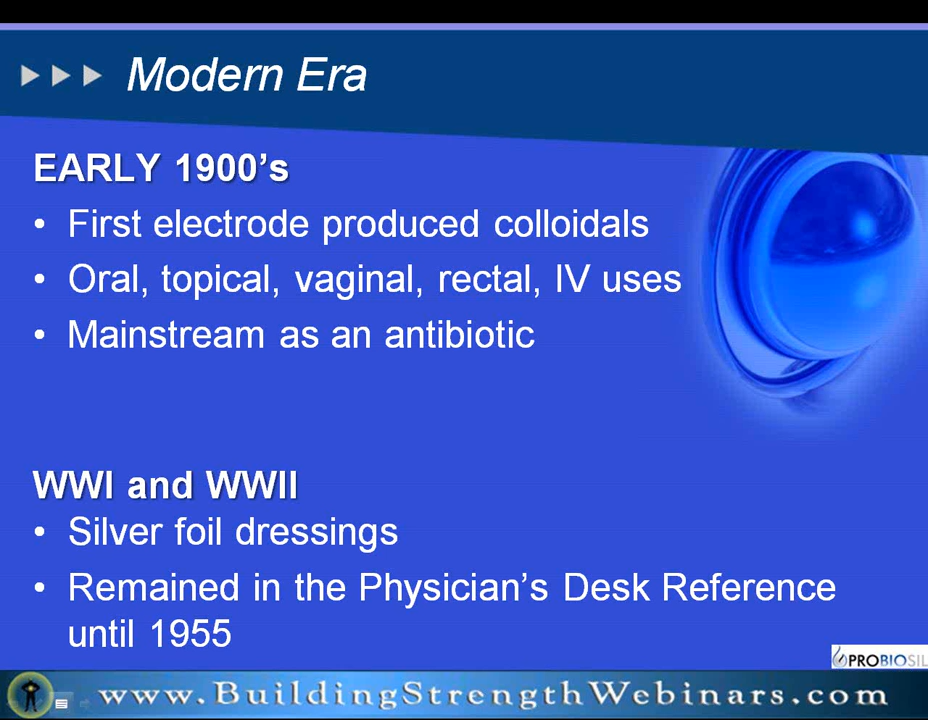 Modern Era
EARLY 1900's
• First electrode produced colloidals
• Oral, topical, vaginal, rectal, IV uses
• Mainstream as an antibiotic
WWI and WWII
• Silver foil dressings
• Remained in the Physician's Desk Reference
until 1955
PROBIOSIL
www.BuildingStrengthWebinars.com